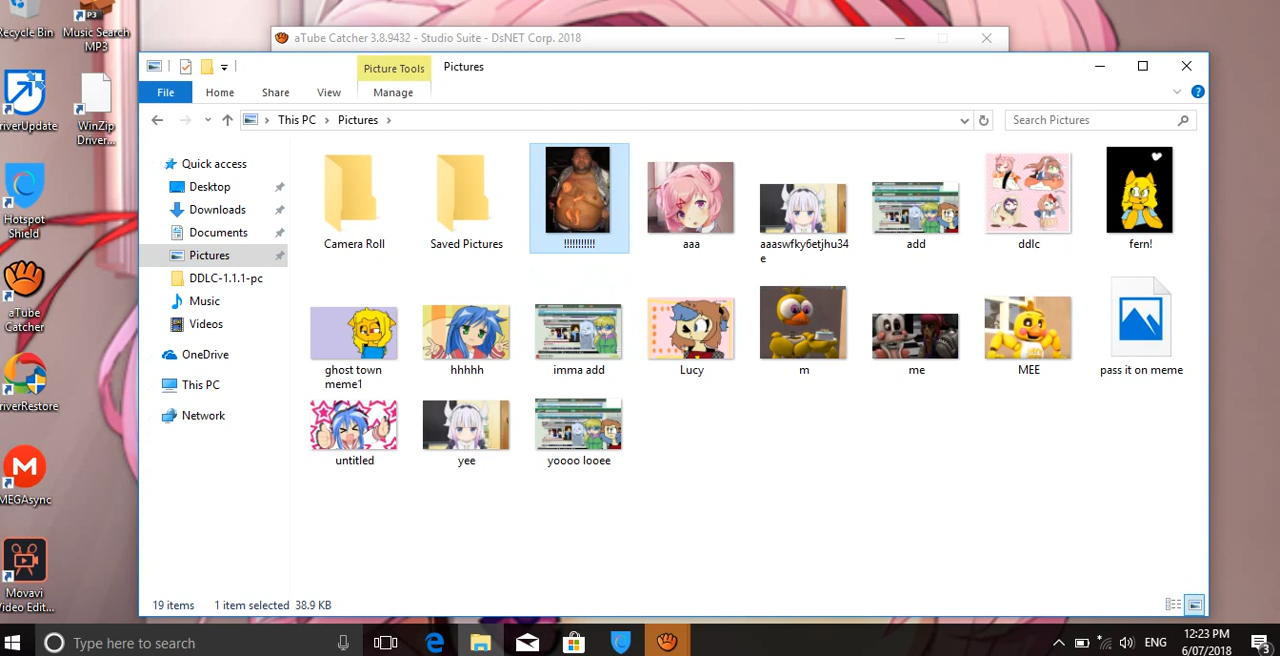 Recycle Bin
Music Search
MP3
aTube Catcher 3.8.9432 - Studio Suite - DsNET Corp. 2018
Picture Tools
Pictures
File
Home
Share
View
Manage
This PC
Pictures
Search Pictures
Quick access
Desktop
Downloads
Documents
Pictures
DDLC-1.1.1-pc
Music
Videos
OneDrive
This PC
Network
Camera Roll
Saved Pictures
!!!!!!!!!!!
aaa
aaaswfky6etjhu34
e
add
ddlc
fern!
ghost town
meme1
hhhhh
imma add
Lucy
m
me
MEE
pass it on meme
untitled
yee
yoooo looee
19 items
1 item selected
38.9 KB
riverUpdate
WinZip
Driver...
Hotspot
Shield
aTube
Catcher
riverRestore
MEGAsync
Movavi
Video Edit...
Type here to search
ENG
12:23 PM
6/07/2018
3